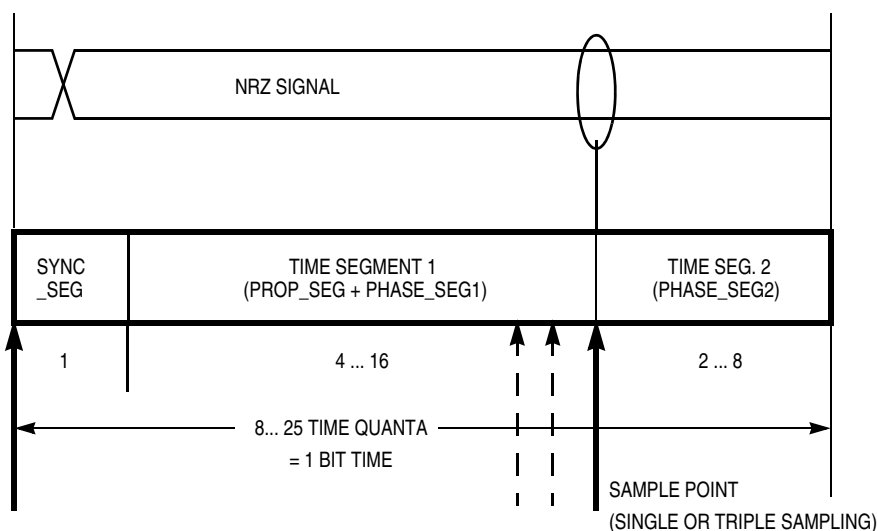 NRZ SIGNAL
SYNC
_SEG
TIME SEGMENT 1
(PROP_SEG + PHASE_SEG1)
TIME SEG. 2
(PHASE_SEG2)
1
4 ... 16
2 ... 8
8... 25 TIME QUANTA
= 1 BIT TIME
SAMPLE POINT
(SINGLE OR TRIPLE SAMPLING)